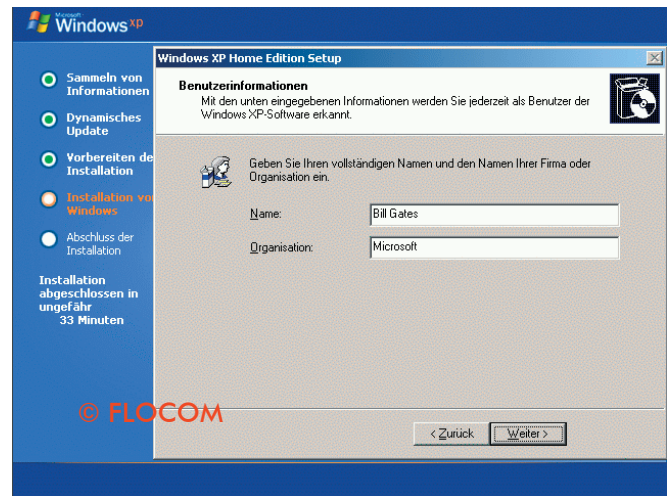 Microsoft
Windows xp
Windows XP Home Edition Setup
Sammeln von
Informationen
Dynamisches
Update
Vorbereiten de
Installation
Installation vo
Windows
Abschluss der
Installation
Installation
abgeschlossen in
ungefähr
33 Minuten
Benutzerinformationen
Mit den unten eingegebenen Informationen werden Sie jederzeit als Benutzer der
Windows XP-Software erkannt.
Geben Sie Ihren vollständigen Namen und den Namen Ihrer Firma oder
Organisation ein.
Name: Bill Gates
Organisation: Microsoft
© FLOCOM
< Zurück Weiter >